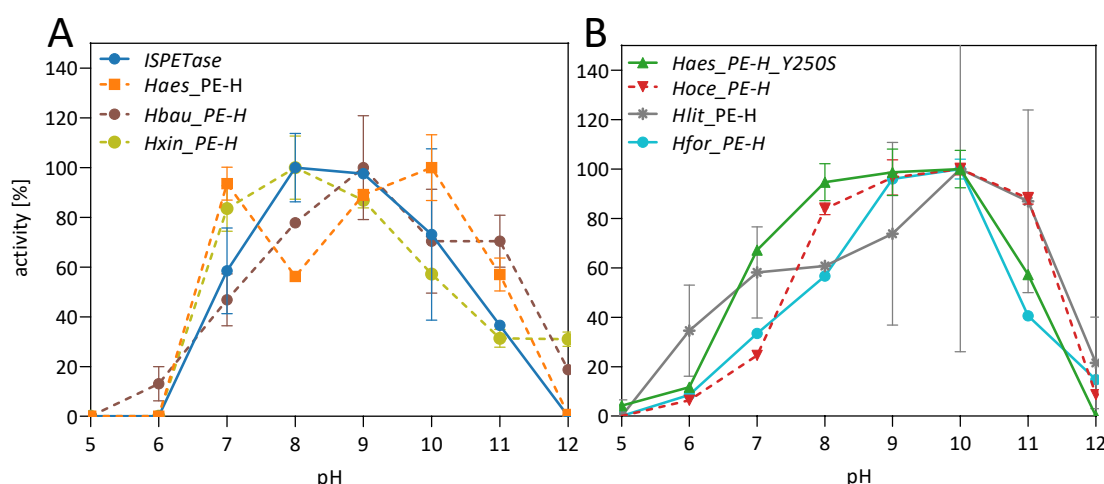 A
ISPETase
Haes_PE-H
Hbau_PE-H
Hxin_PE-H
activity [%]
140
120
100
80
60
40
20
0
5 6 7 8 9 10 11 12
pH
B
Haes_PE-H_Y250S
Hoce_PE-H
Hlit_PE-H
Hfor_PE-H
140
120
100
80
60
40
20
0
5 6 7 8 9 10 11 12
pH